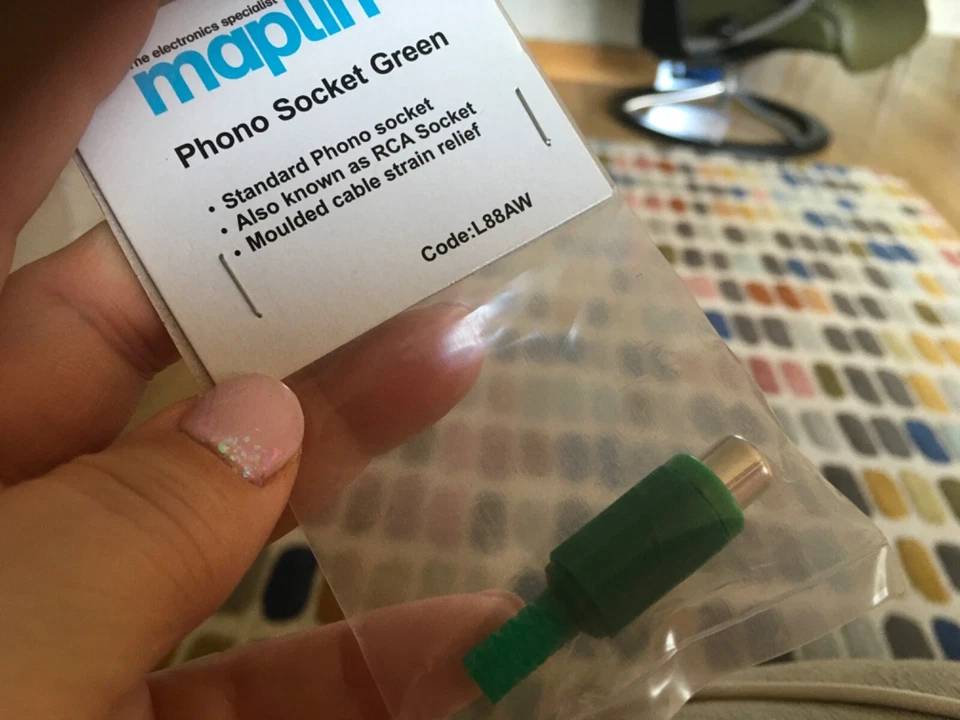 The electronics specialist
maplin
Phono Socket Green
• Standard Phono socket
• Also known as RCA Socket
• Moulded cable strain relief
Code:L88AW